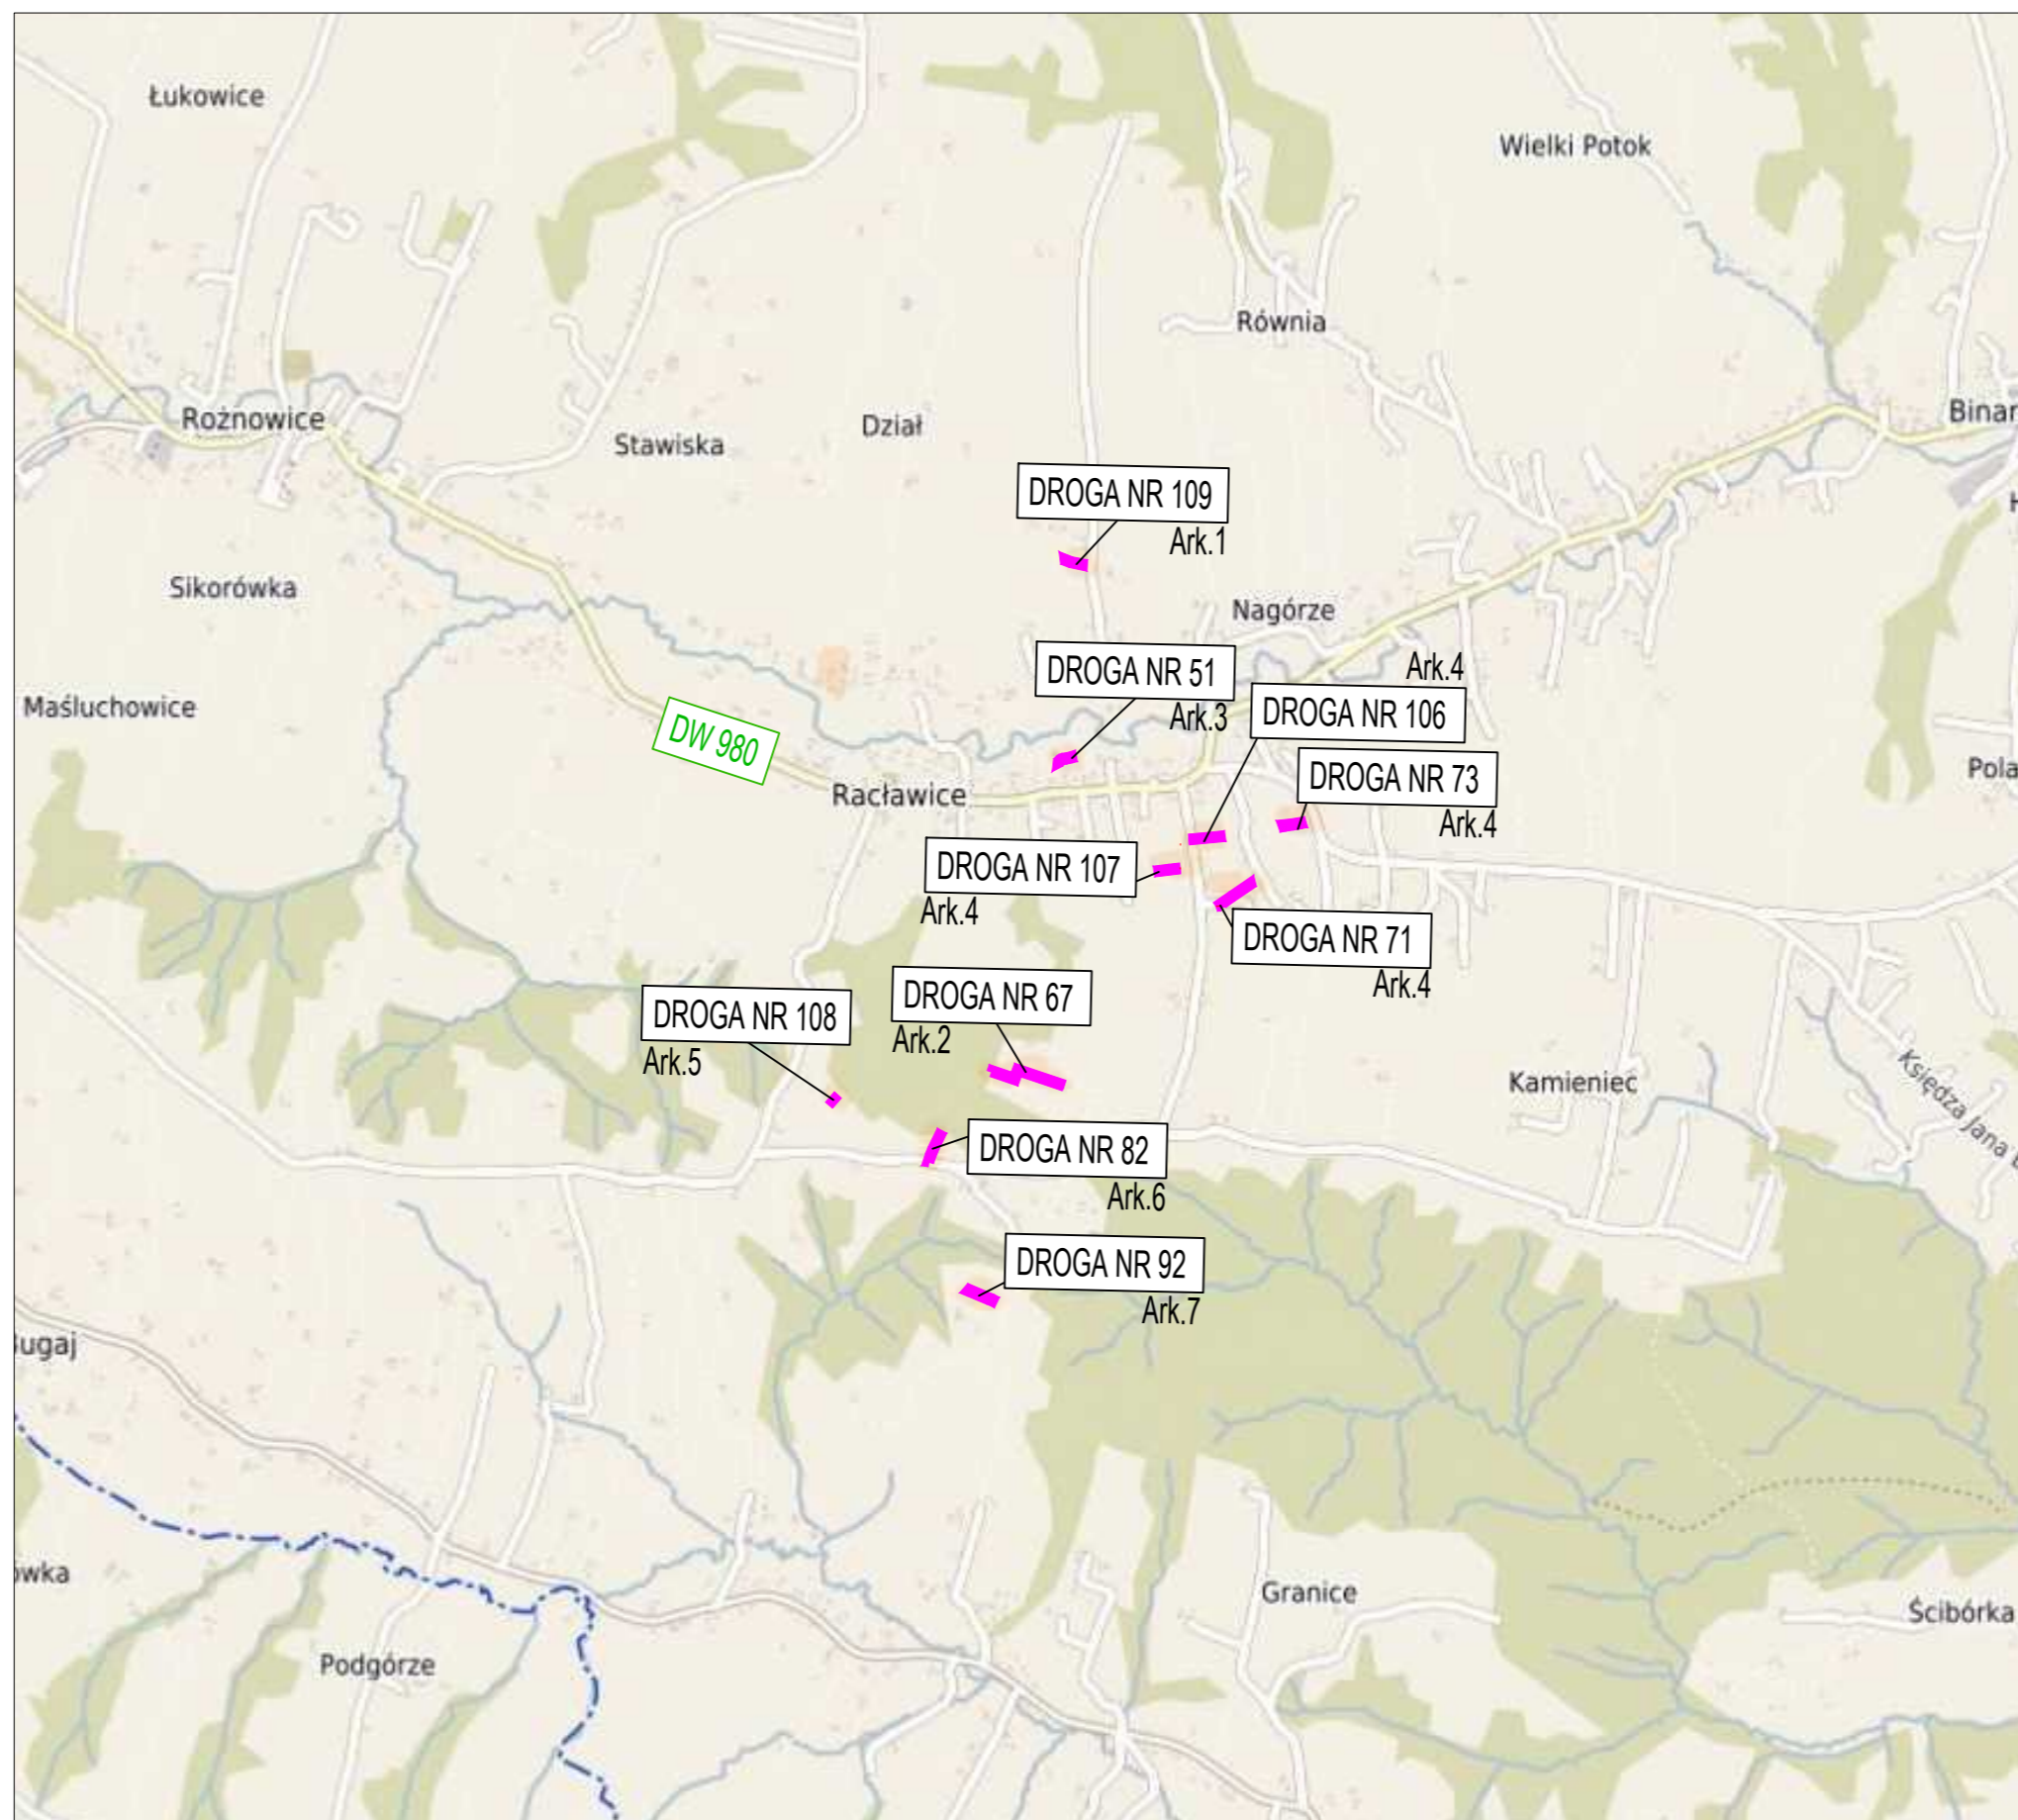 Łukowice
Wielki Potok
Równia
Rożnowice
Binar
Stawiska
Dział
DROGA NR 109
Ark.1
Sikorówka
Nagórze
DROGA NR 51
Ark.3
Ark.4
DROGA NR 106
Maśluchowice
DW 980
DROGA NR 73
Ark.4
Pola
Racławice
DROGA NR 107
Ark.4
DROGA NR 71
Ark.4
DROGA NR 67
Ark.2
DROGA NR 108
Ark.5
Kamieniec
Księdza Jana
DROGA NR 82
Ark.6
DROGA NR 92
Ark.7
Bugaj
ówka
Granice
Ścibórka
Podgórze